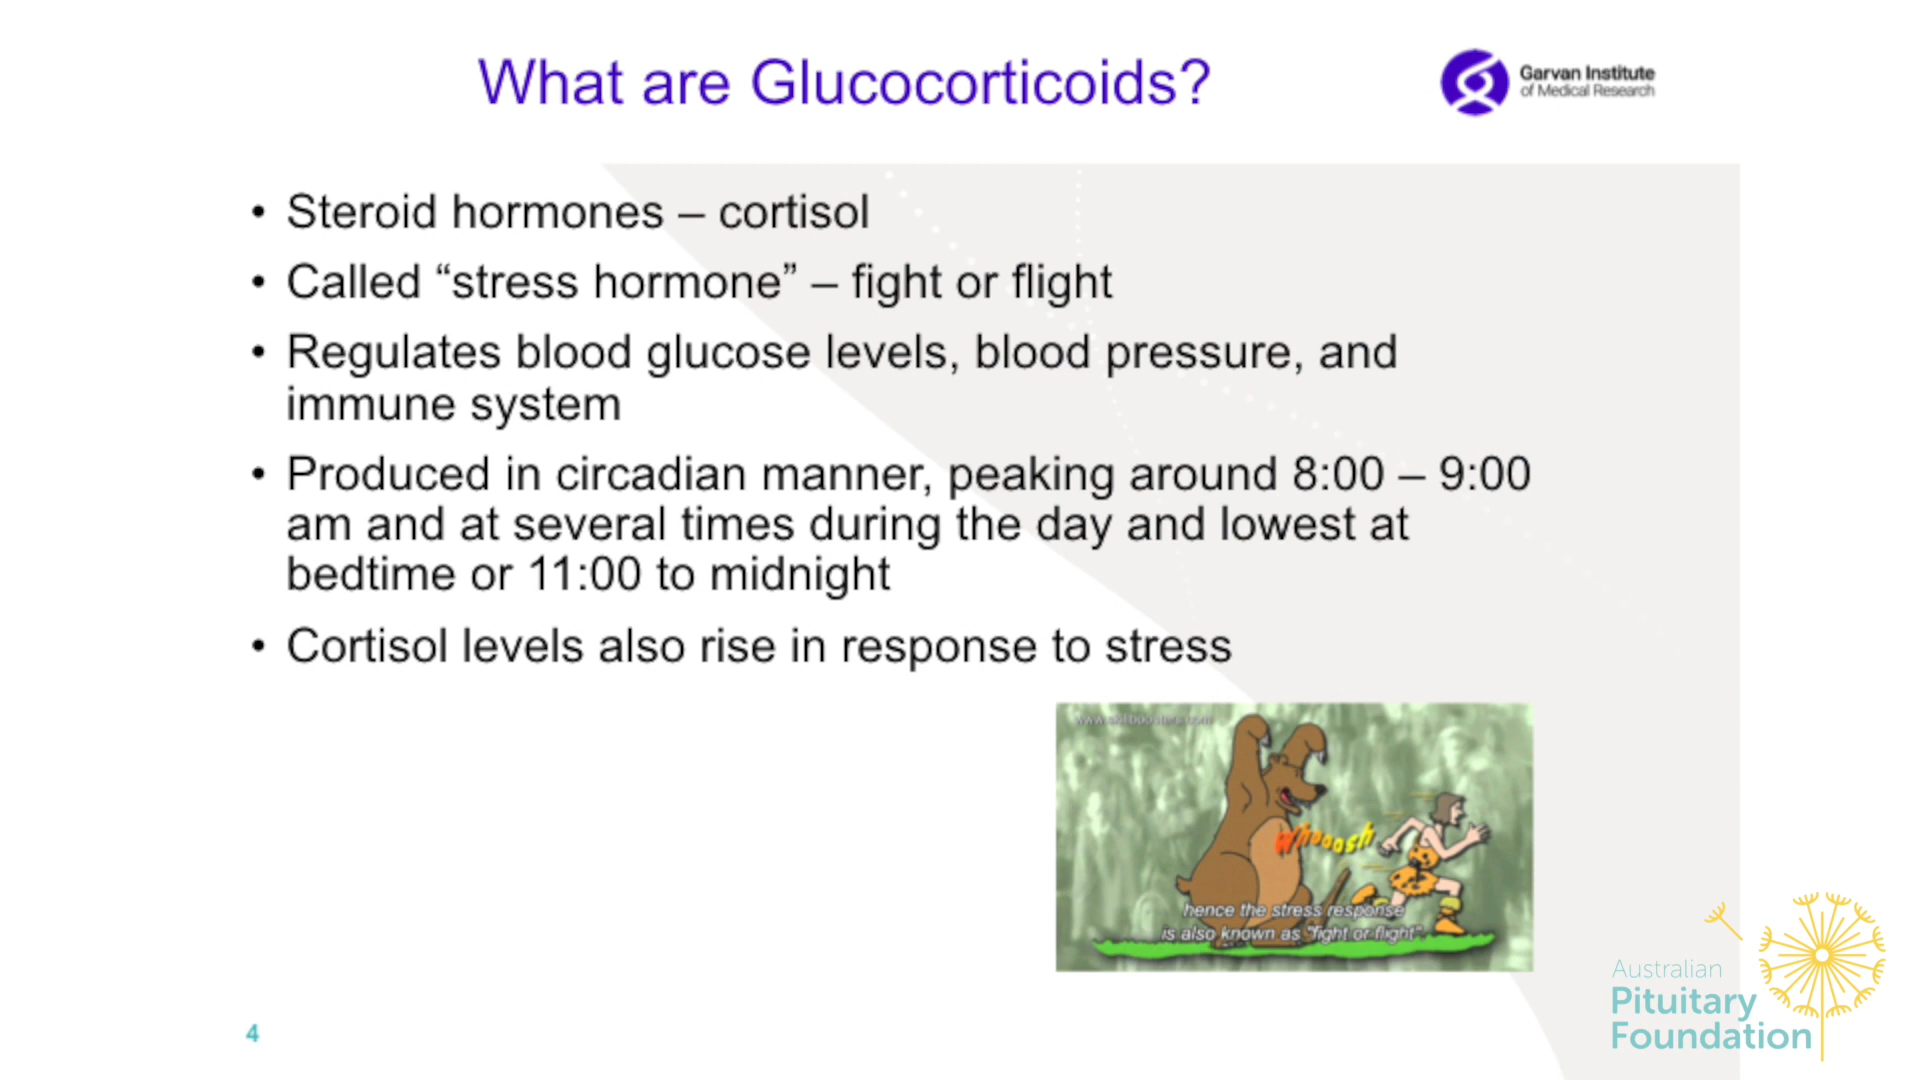 What are Glucocorticoids?
Garvan Institute
of Medical Research
• Steroid hormones – cortisol
• Called “stress hormone” – fight or flight
• Regulates blood glucose levels, blood pressure, and
immune system
• Produced in circadian manner, peaking around 8:00 – 9:00
am and at several times during the day and lowest at
bedtime or 11:00 to midnight
• Cortisol levels also rise in response to stress
Whooosh
hence the stress response
is also known as "fight or flight"
4
Australian
Pituitary
Foundation